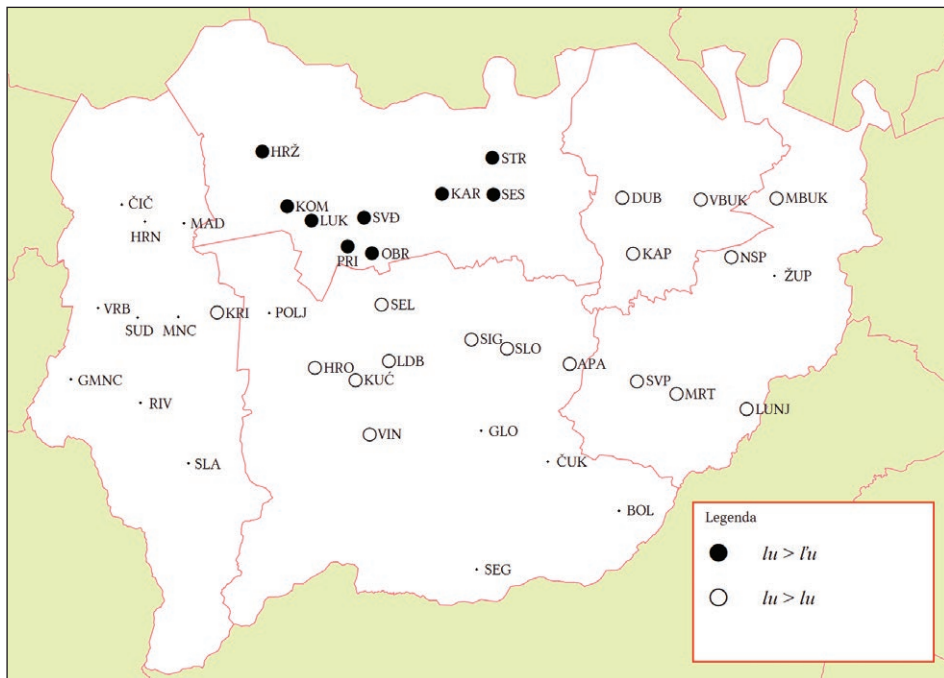 HRŽ
STR
KAR
SES
KOM
LUK
SVĐ
PRI
OBR
ČIČ
HRN
MAD
DUB
VBUK
MBUK
KAP
NSP
ŽUP
VRB
SUD
MNC
KRI
POLJ
SEL
SIG
SLO
HRO
LDB
KUĆ
APA
GMNC
RIV
SVP
MRT
LUNJ
VIN
GLO
SLA
ČUK
BOL
SEG
Legenda
lu > l'u
lu > lu